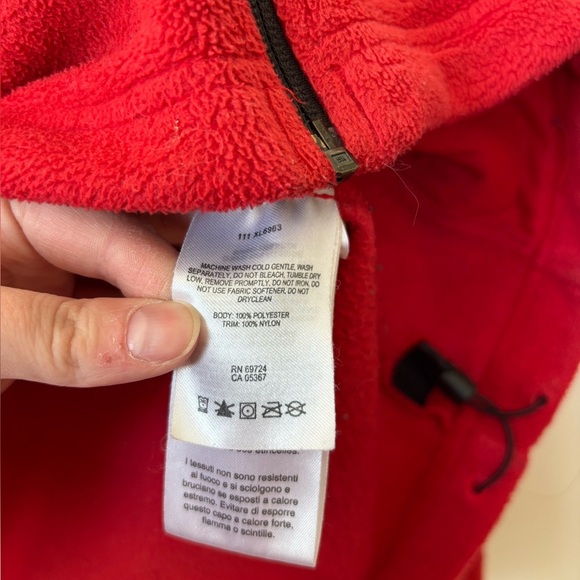 111 XL6963
MACHINE WASH COLD GENTLE, WASH
SEPARATELY, DO NOT BLEACH, TUMBLE DRY
LOW, REMOVE PROMPTLY, DO NOT IRON, DO
NOT USE FABRIC SOFTENER, DO NOT
DRYCLEAN
BODY: 100% POLYESTER
TRIM: 100% NYLON
RN 69724
CA 05367
I tessuti non sono resistenti
al fuoco e si sciolgono e
bruciano se esposti a calore
estremo. Evitare di esporre
questo capo a calore forte,
fiamma o scintille.